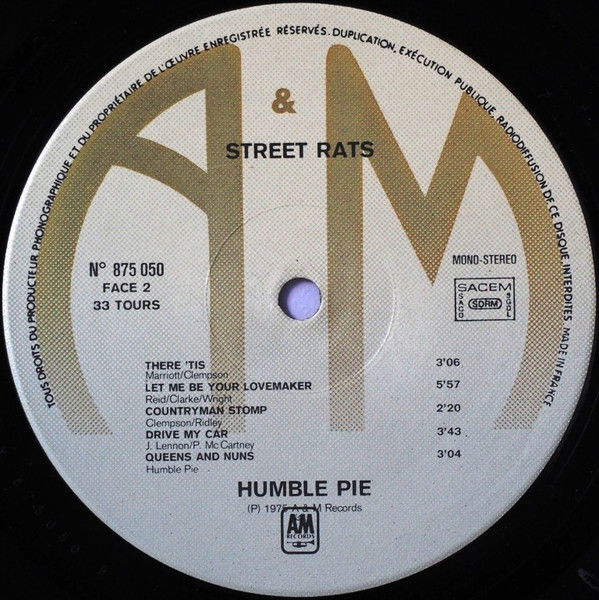 TOUS DROITS DU PRODUCTEUR PHONOGRAPHIQUE ET DU PROPRIÉTAIRE DE L'ŒUVRE ENREGISTRÉE RÉSERVÉS. DUPLICATION, EXÉCUTION PUBLIQUE, RADIODIFFUSION DE CE DISQUE, INTERDITES. MADE IN FRANCE
A & M
STREET RATS
N° 875 050
FACE 2
33 TOURS
MONO-STEREO
SACEM
SACD SDRM SGDL
THERE 'TIS 3'06
Marriott/Clempson
LET ME BE YOUR LOVEMAKER 5'57
Reid/Clarke/Wright
COUNTRYMAN STOMP 2'20
Clempson/Ridley
DRIVE MY CAR 3'43
J. Lennon/P. McCartney
QUEENS AND NUNS 3'04
Humble Pie
HUMBLE PIE
(P) 1975 A & M Records
A&M
RECORDS